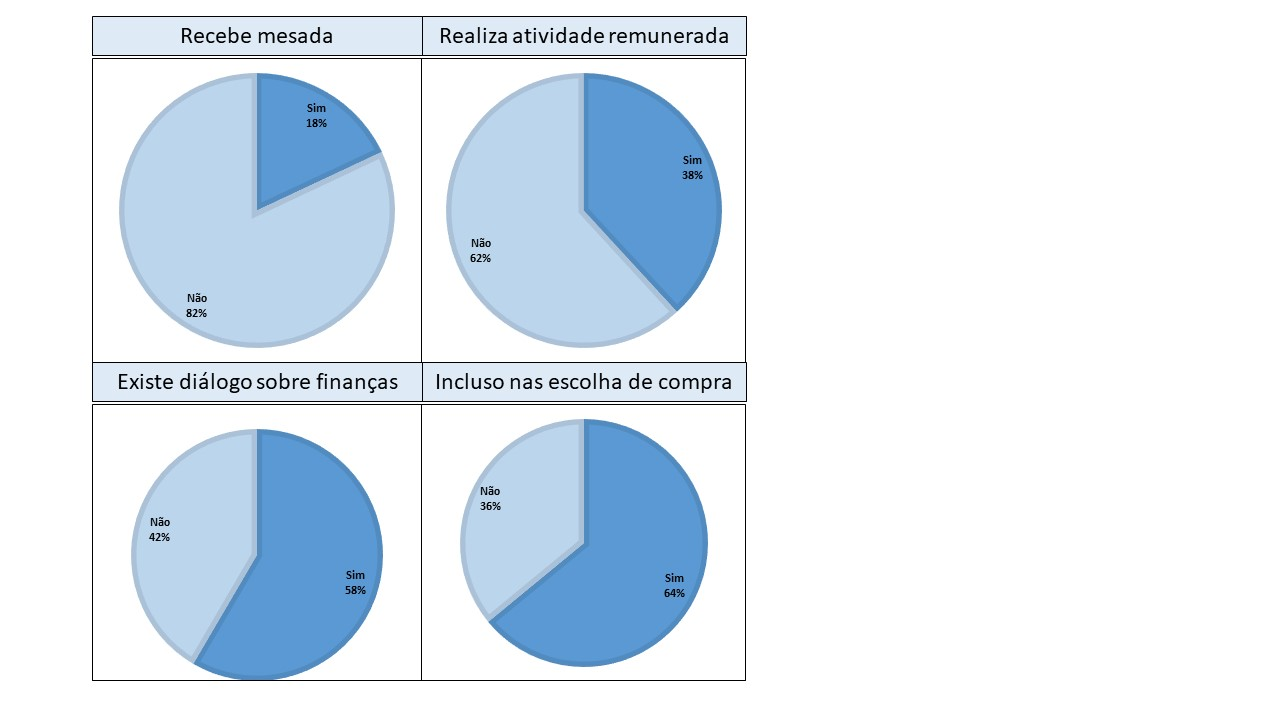 Recebe mesada
Realiza atividade remunerada
Sim
18%
Não
82%
Sim
38%
Não
62%
Existe diálogo sobre finanças
Incluso nas escolha de compra
Não
42%
Sim
58%
Não
36%
Sim
64%